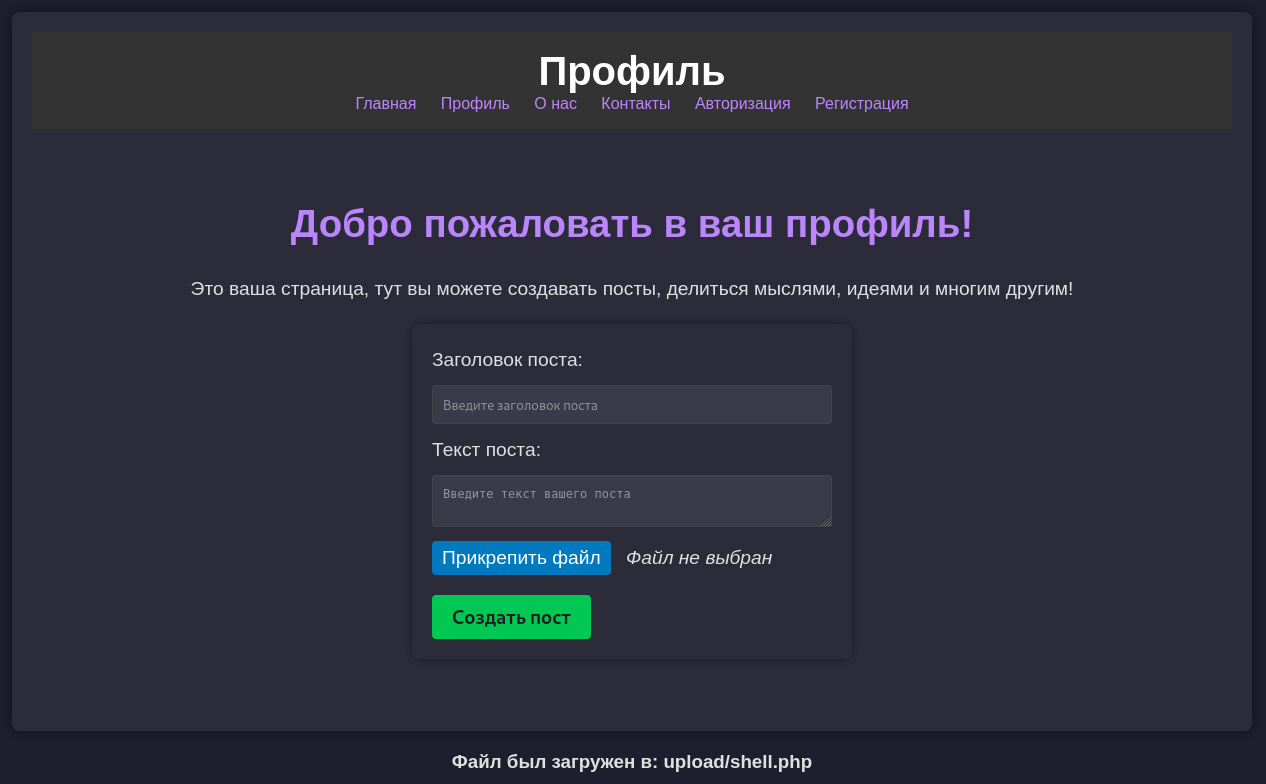 Профиль
Главная Профиль О нас Контакты Авторизация Регистрация
Добро пожаловать в ваш профиль!
Это ваша страница, тут вы можете создавать посты, делиться мыслями, идеями и многим другим!
Заголовок поста:
Введите заголовок поста
Текст поста:
Введите текст вашего поста
Прикрепить файл Файл не выбран
Создать пост
Файл был загружен в: upload/shell.php